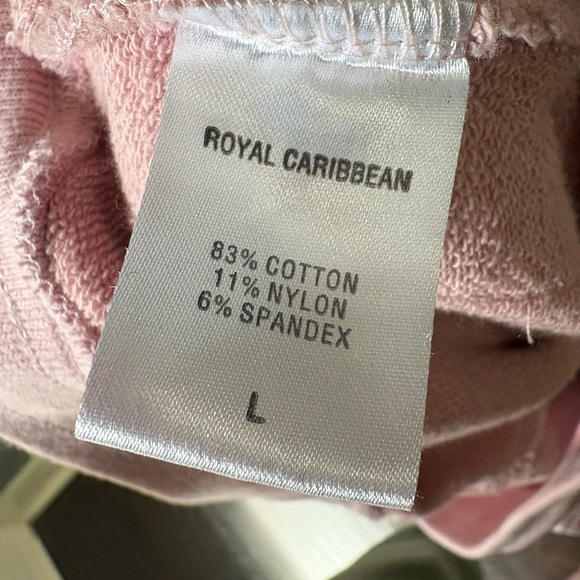 ROYAL CARIBBEAN
83% COTTON
11% NYLON
6% SPANDEX
L